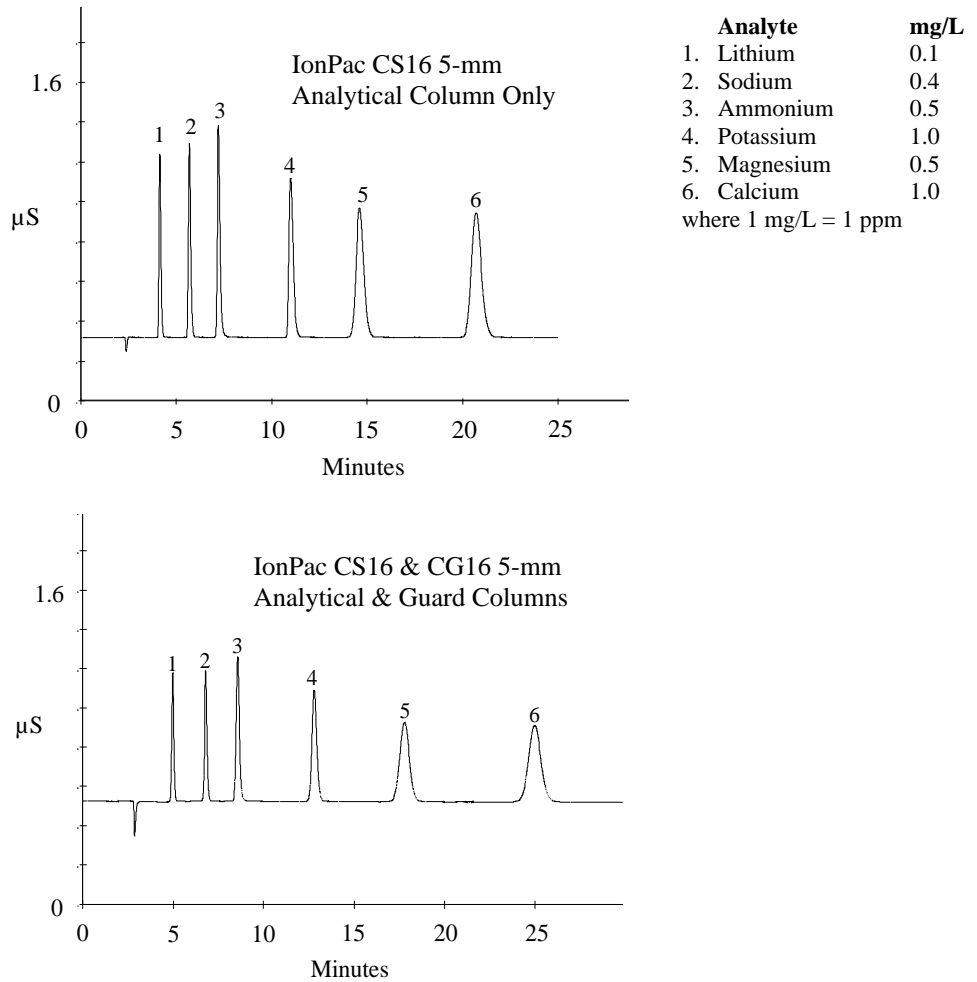 IonPac CS16 5-mm
Analytical Column Only
1.6
µS
0
1
2
3
4
5
6
0 5 10 15 20 25
Minutes
Analyte mg/L
1. Lithium 0.1
2. Sodium 0.4
3. Ammonium 0.5
4. Potassium 1.0
5. Magnesium 0.5
6. Calcium 1.0
where 1 mg/L = 1 ppm
IonPac CS16 & CG16 5-mm
Analytical & Guard Columns
1.6
µS
0
1
2
3
4
5
6
0 5 10 15 20 25
Minutes